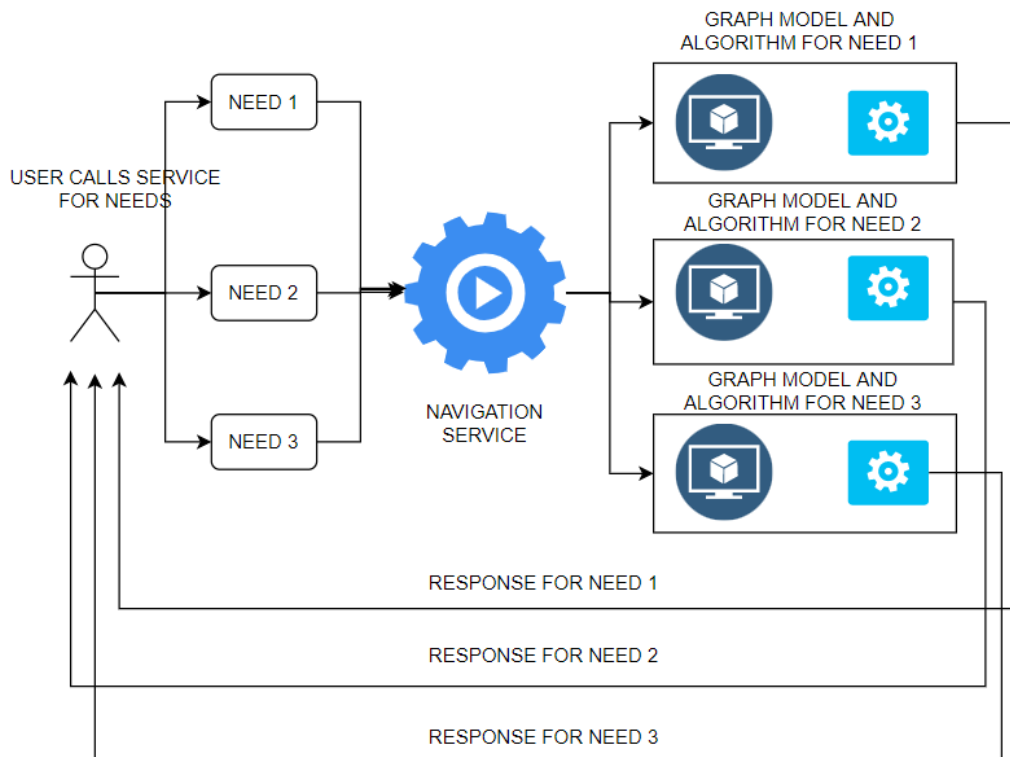 GRAPH MODEL AND
ALGORITHM FOR NEED 1
NEED 1
USER CALLS SERVICE
FOR NEEDS
GRAPH MODEL AND
ALGORITHM FOR NEED 2
NEED 2
GRAPH MODEL AND
ALGORITHM FOR NEED 3
NAVIGATION
SERVICE
NEED 3
RESPONSE FOR NEED 1
RESPONSE FOR NEED 2
RESPONSE FOR NEED 3